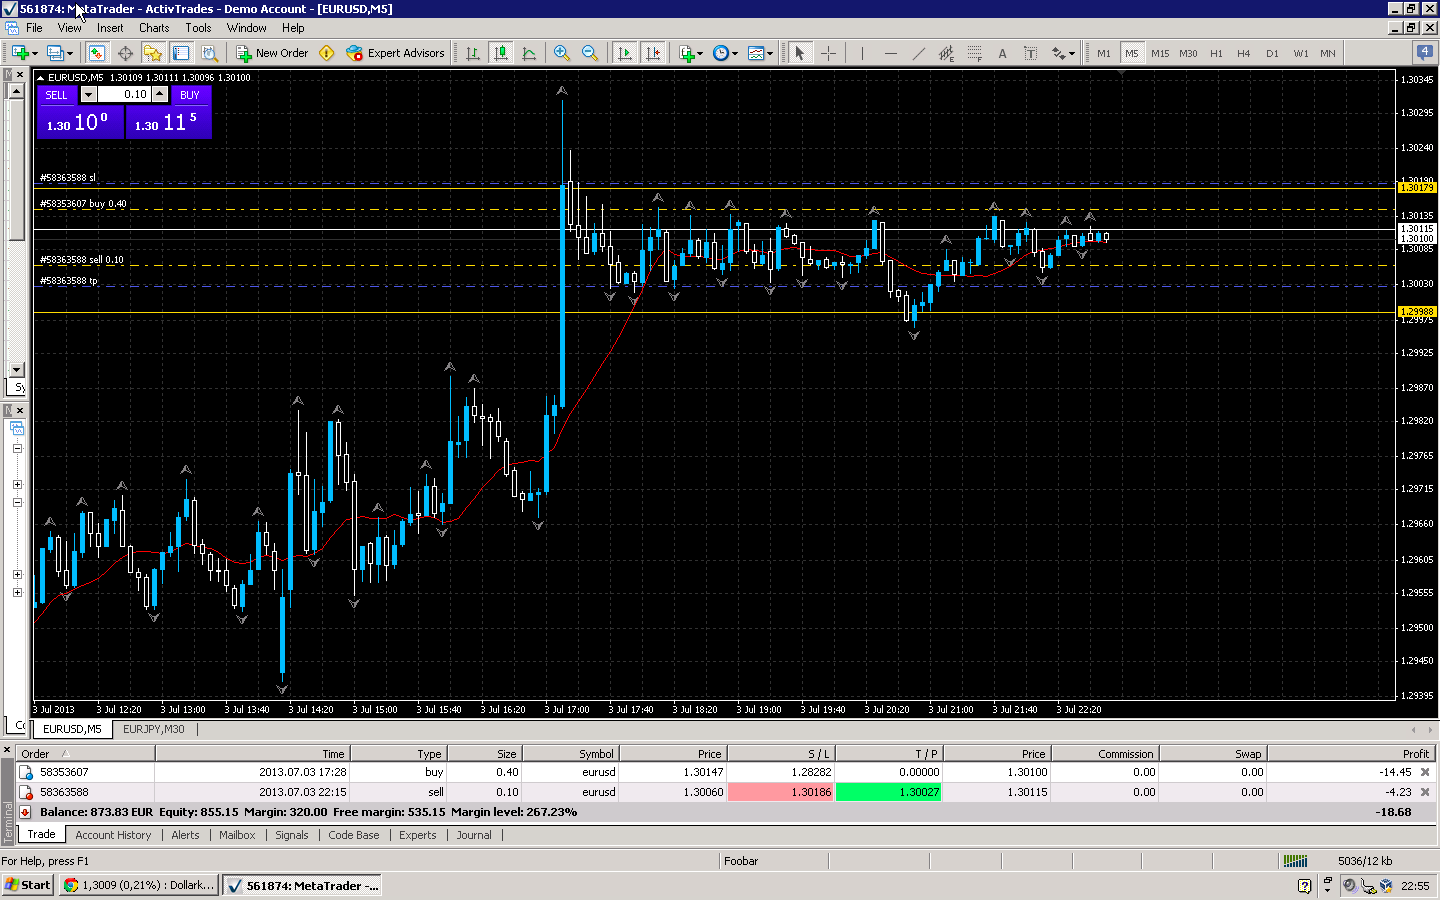 561874: MetaTrader - ActivTrades - Demo Account - [EURUSD,M5]
File View Insert Charts Tools Window Help
New Order Expert Advisors A T M1 M5 M15 M30 H1 H4 D1 W1 MN 4
EURUSD,M5 1.30109 1.30111 1.30096 1.30100
SELL 0.10 BUY
1.30 10 0 1.30 11 5
#58363588 sl
#58353607 buy 0.40
#58363588 sell 0.10
#58363588 tp
1.30345
1.30295
1.30240
1.30190
1.30179
1.30135
1.30115
1.30100
1.30085
1.30030
1.29988
1.29975
1.29925
1.29870
1.29820
1.29765
1.29715
1.29660
1.29605
1.29555
1.29500
1.29450
1.29395
3 Jul 2013 3 Jul 12:20 3 Jul 13:00 3 Jul 13:40 3 Jul 14:20 3 Jul 15:00 3 Jul 15:40 3 Jul 16:20 3 Jul 17:00 3 Jul 17:40 3 Jul 18:20 3 Jul 19:00 3 Jul 19:40 3 Jul 20:20 3 Jul 21:00 3 Jul 21:40 3 Jul 22:20
Sy
Co
EURUSD,M5 EURJPY,M30
Order Time Type Size Symbol Price S / L T / P Price Commission Swap Profit
58353607 2013.07.03 17:28 buy 0.40 eurusd 1.30147 1.28282 0.00000 1.30100 0.00 0.00 -14.45
58363588 2013.07.03 22:15 sell 0.10 eurusd 1.30060 1.30186 1.30027 1.30115 0.00 0.00 -4.23
Balance: 873.83 EUR Equity: 855.15 Margin: 320.00 Free margin: 535.15 Margin level: 267.23% -18.68
Terminal
Trade Account History Alerts Mailbox Signals Code Base Experts Journal
For Help, press F1 Foobar 5036/12 kb
Start 1,3009 (0,21%) : Dollark... 561874: MetaTrader -... 22:55